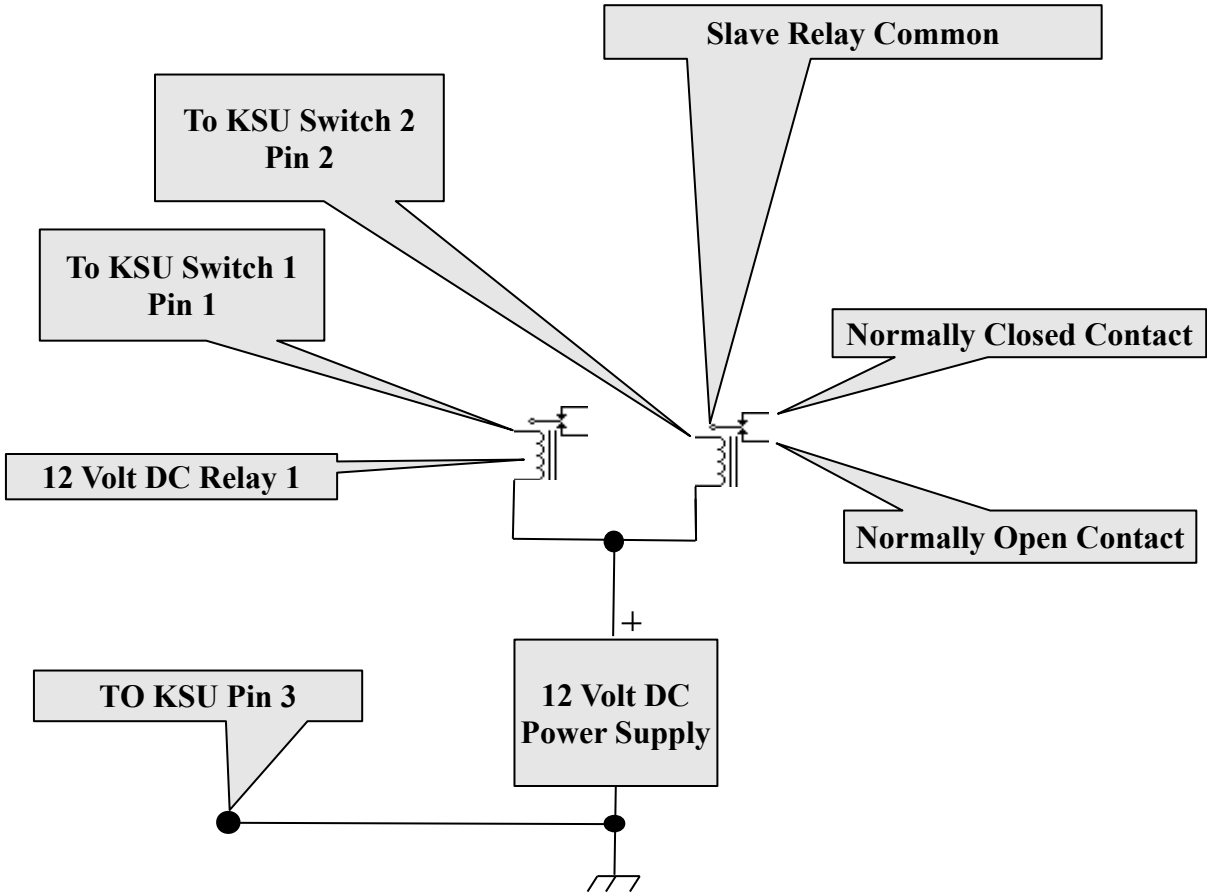 Slave Relay Common
To KSU Switch 2
Pin 2
To KSU Switch 1
Pin 1
Normally Closed Contact
12 Volt DC Relay 1
Normally Open Contact
+
TO KSU Pin 3
12 Volt DC
Power Supply